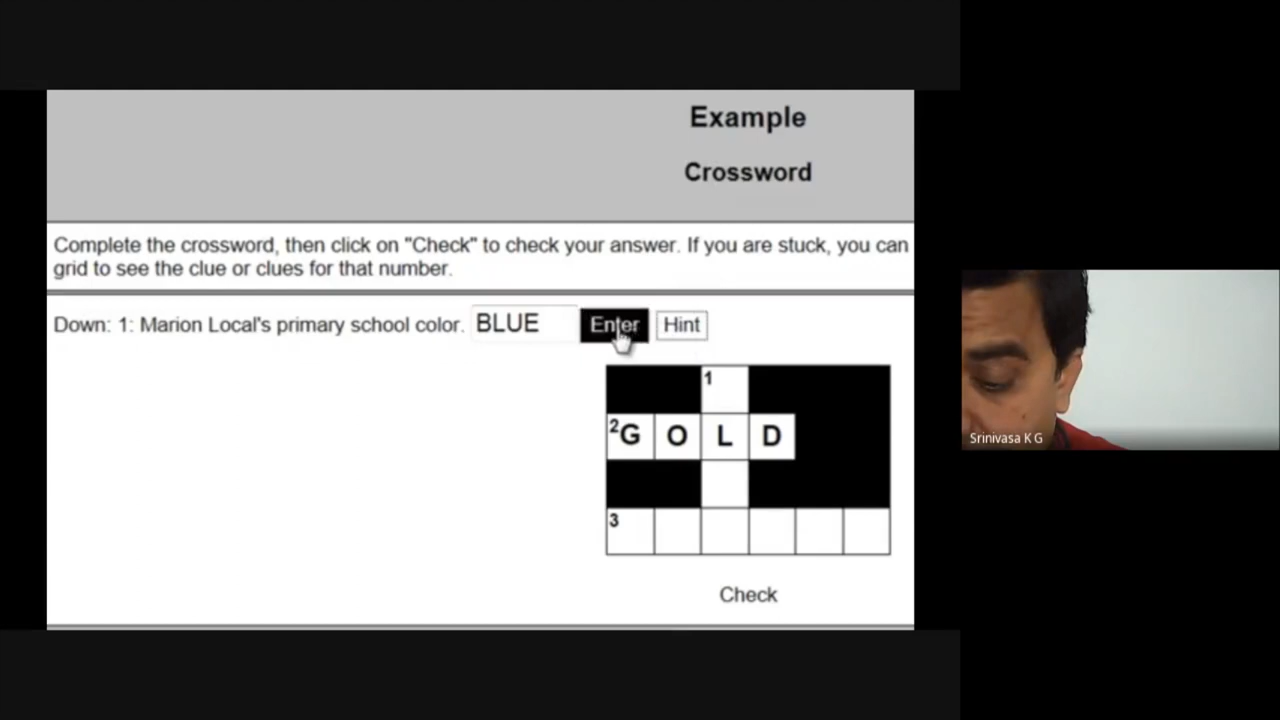 Example
Crossword
Complete the crossword, then click on "Check" to check your answer. If you are stuck, you can
grid to see the clue or clues for that number.
Down: 1: Marion Local's primary school color. BLUE Enter Hint
1
2 G O L D
3
Check
Srinivasa K G